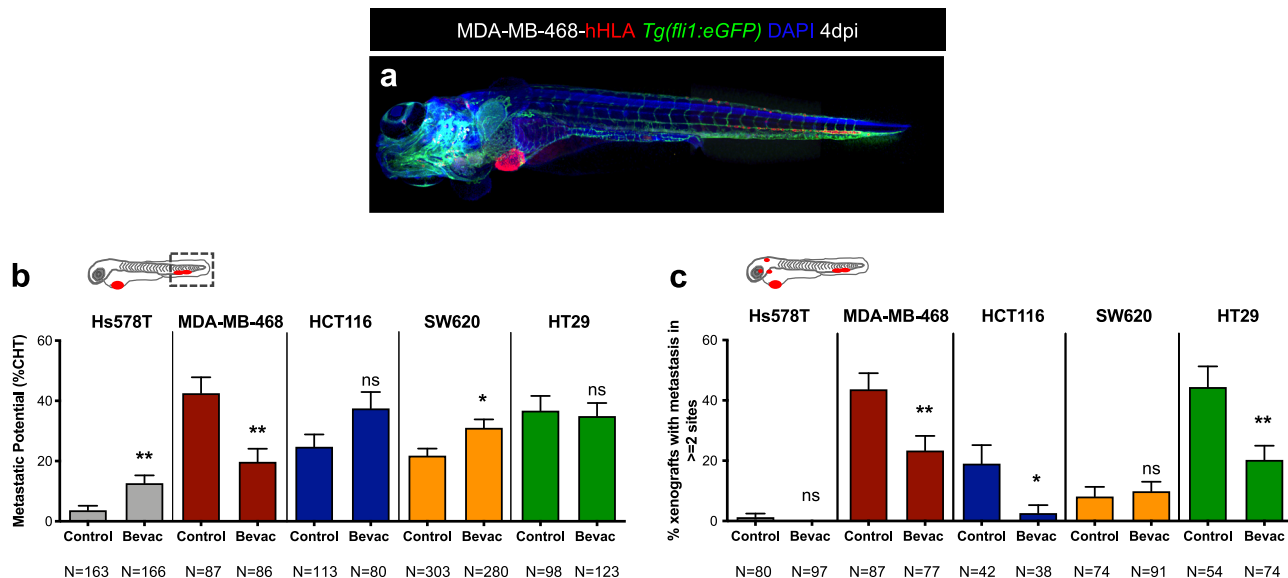 MDA-MB-468-hHLA Tg(fli1:eGFP) DAPI 4dpi
a
b
Hs578T MDA-MB-468 HCT116 SW620 HT29
Metastatic Potential (%CHT)
60
40
20
0
** ** ns * ns
Control Bevac Control Bevac Control Bevac Control Bevac Control Bevac
N=163 N=166 N=87 N=86 N=113 N=80 N=303 N=280 N=98 N=123
c
Hs578T MDA-MB-468 HCT116 SW620 HT29
% xenografts with metastasis in
>=2 sites
60
40
20
0
ns ** * ns **
Control Bevac Control Bevac Control Bevac Control Bevac Control Bevac
N=80 N=97 N=87 N=77 N=42 N=38 N=74 N=91 N=54 N=74